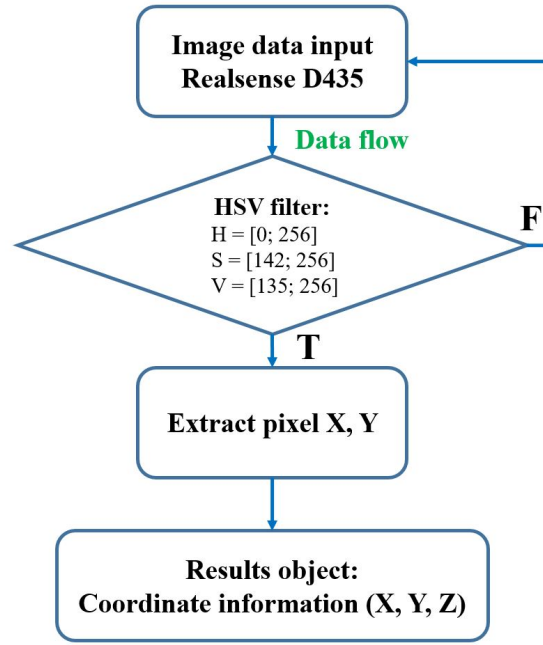 Image data input
Realsense D435
Data flow
HSV filter:
H = [0; 256]
S = [142; 256]
V = [135; 256]
F
T
Extract pixel X, Y
Results object:
Coordinate information (X, Y, Z)